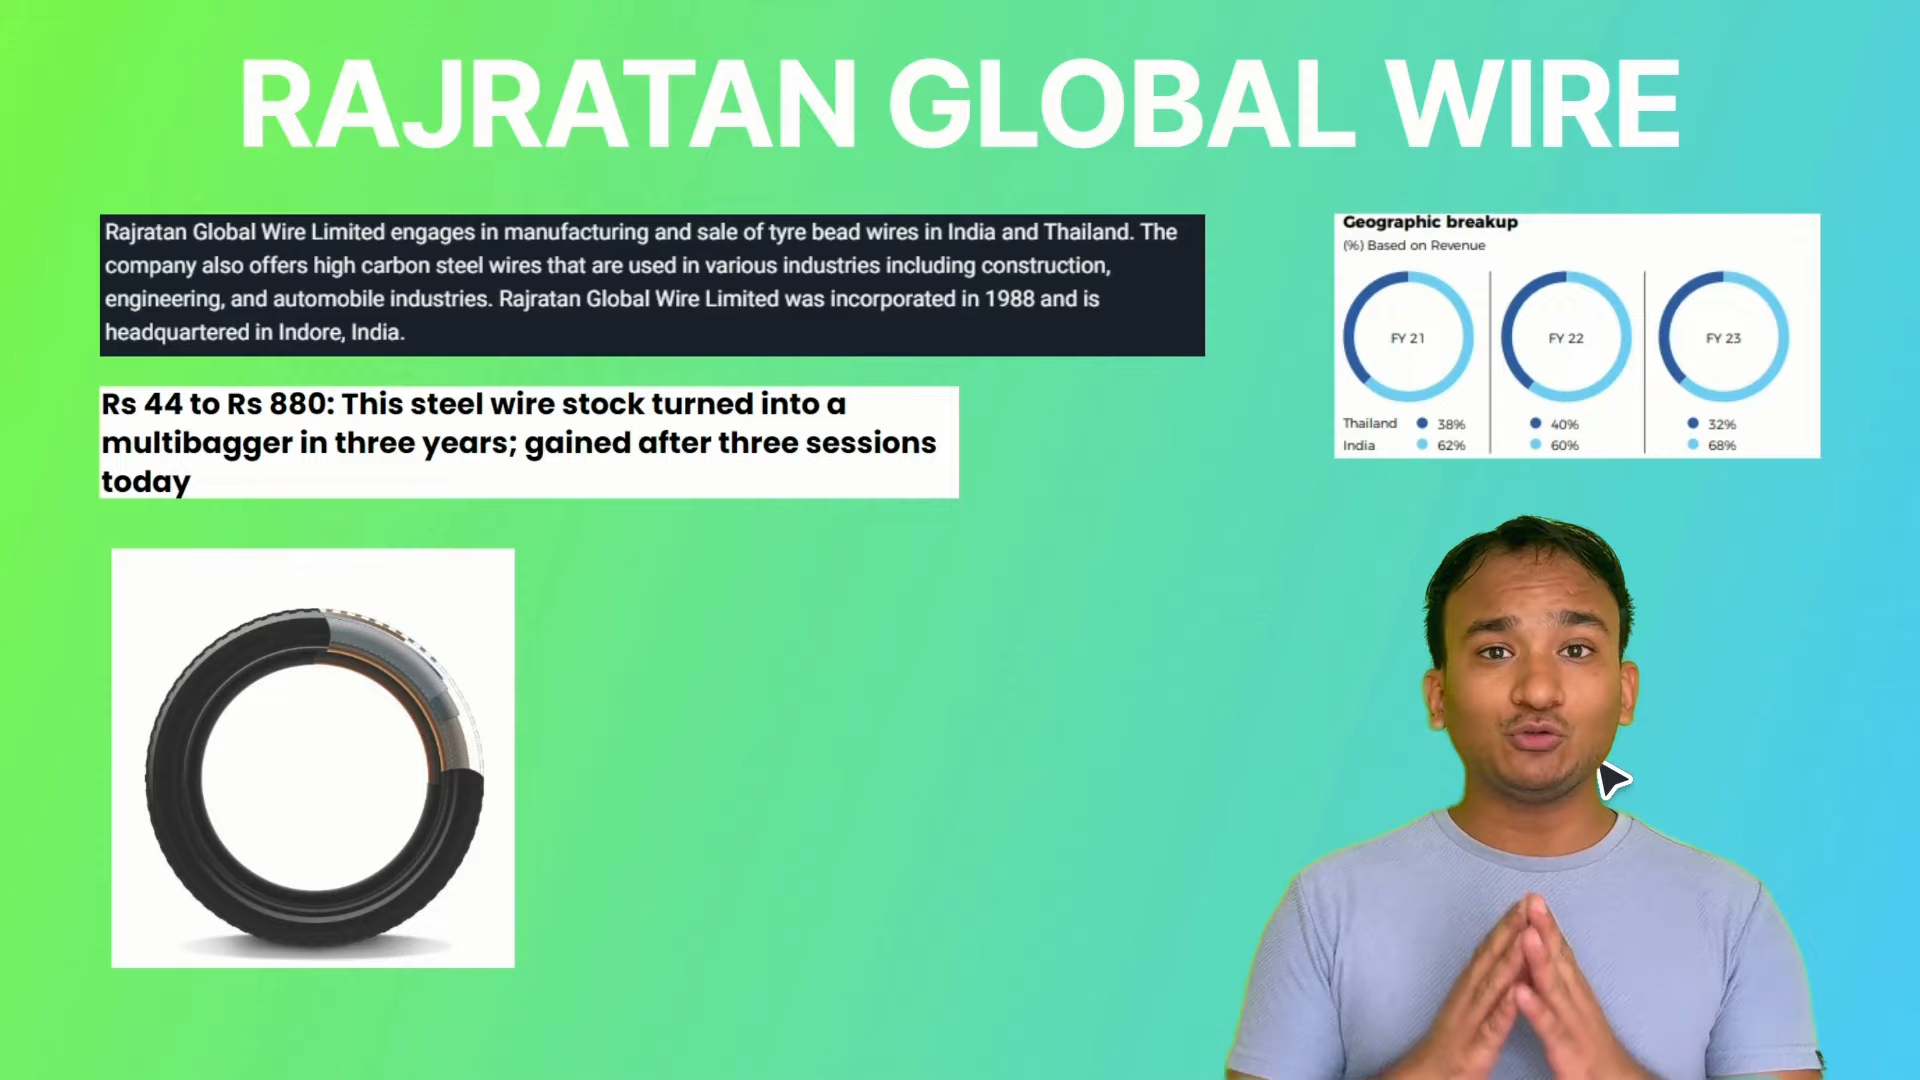 RAJRATAN GLOBAL WIRE
Rajratan Global Wire Limited engages in manufacturing and sale of tyre bead wires in India and Thailand. The
company also offers high carbon steel wires that are used in various industries including construction,
engineering, and automobile industries. Rajratan Global Wire Limited was incorporated in 1988 and is
headquartered in Indore, India.
Rs 44 to Rs 880: This steel wire stock turned into a
multibagger in three years; gained after three sessions
today
Geographic breakup
(%) Based on Revenue
FY 21 FY 22 FY 23
Thailand 38% 40% 32%
India 62% 60% 68%